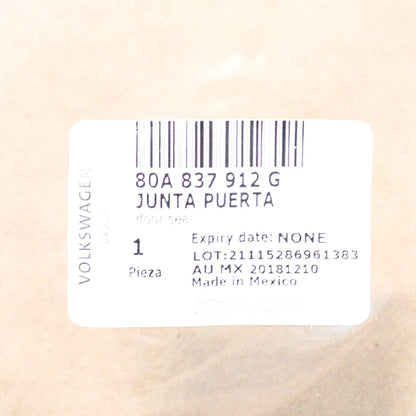 VOLKSWAGEN
80A 837 912 G
JUNTA PUERTA
door seal
1
Pieza
Expiry date: NONE
LOT:21115286961383
AU MX 20181210
Made in Mexico